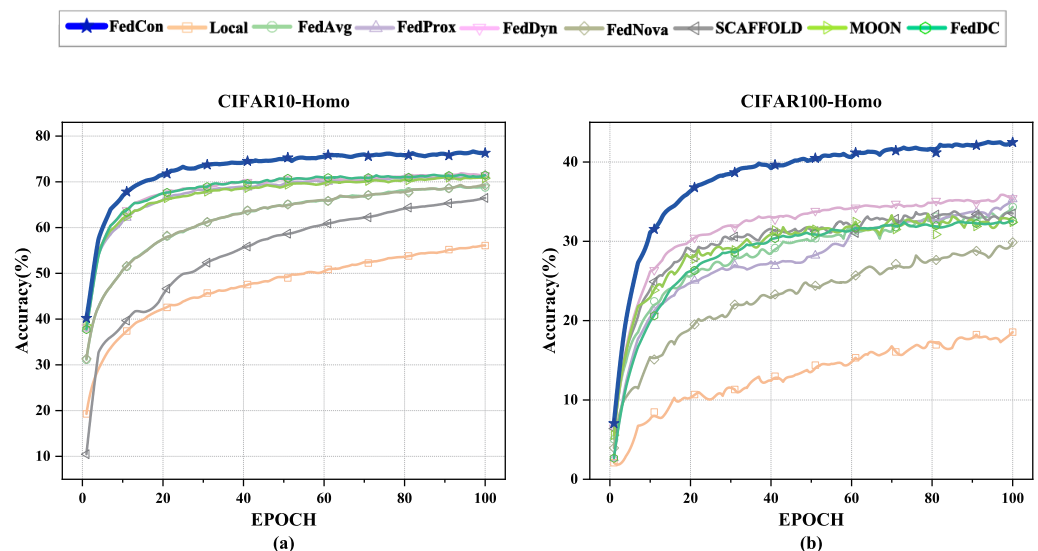 FedCon Local FedAvg FedProx FedDyn FedNova SCAFFOLD MOON FedDC
CIFAR10-Homo
80
70
60
50
40
30
20
10
0 20 40 60 80 100
Accuracy(%)
EPOCH
(a)
CIFAR100-Homo
40
30
20
10
0
0 20 40 60 80 100
Accuracy(%)
EPOCH
(b)